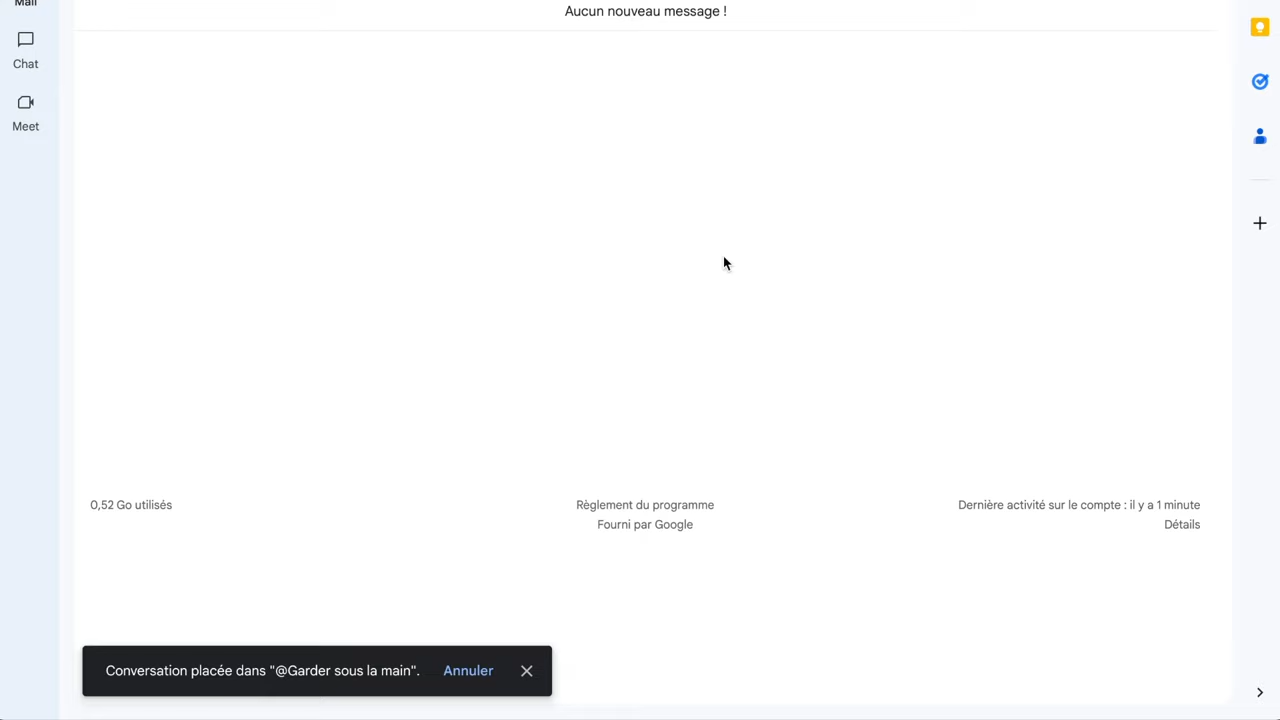 Mail
Aucun nouveau message !
Chat
Meet
0,52 Go utilisés
Règlement du programme
Fourni par Google
Dernière activité sur le compte : il y a 1 minute
Détails
Conversation placée dans "@Garder sous la main". Annuler